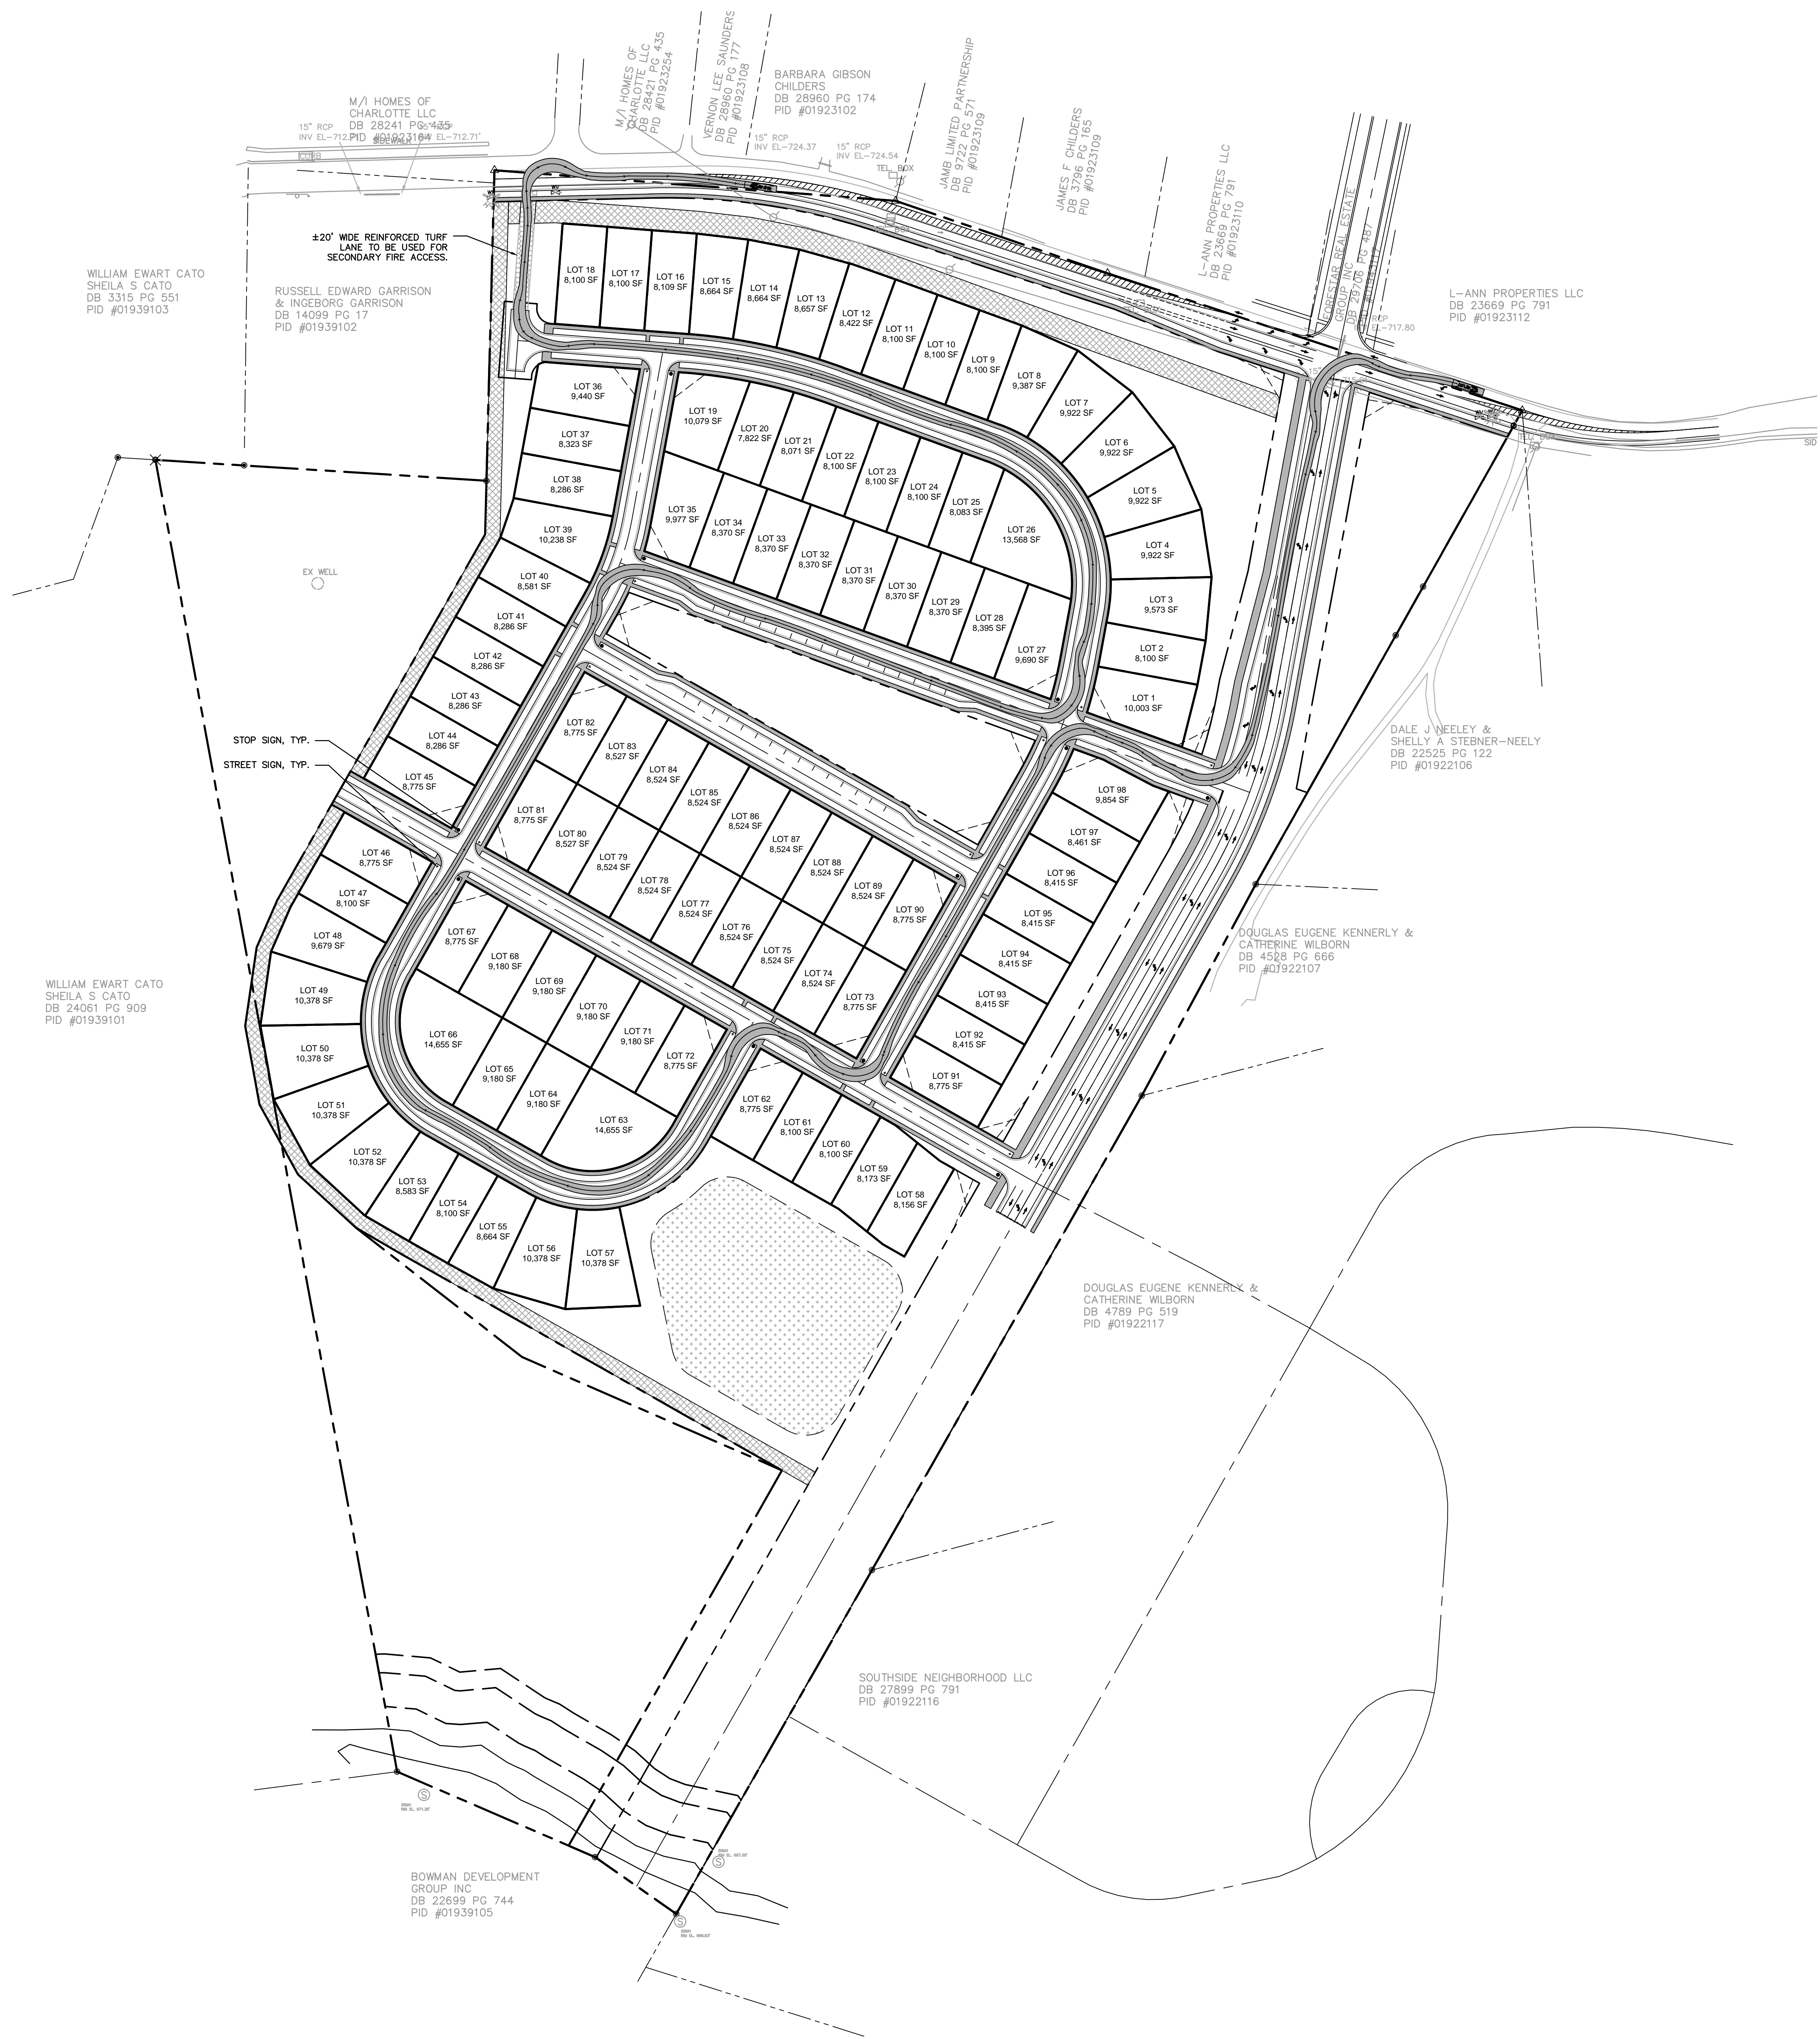 M/I HOMES OF
CHARLOTTE LLC
DB 28241 PG 435
PID #01923164
15" RCP
SIDEWALK
CURB
M/I HOMES OF
CHARLOTTE LLC
DB 28421 PG 435
PID #01923254
VERNON LEE SAUNDERS
DB 28960 PG 177
PID #01923108
BARBARA GIBSON
CHILDERS
DB 28960 PG 174
PID #01923102
15" RCP
INV EL-724.37
15" RCP
INV EL-724.54
TEL. BOX
JAMB LIMITED PARTNERSHIP
DB 9722 PG 571
PID #01923109
JAMES F CHILDERS
DB 3796 PG 165
PID #01923109
L-ANN PROPERTIES LLC
DB 23669 PG 791
PID #01923110
FORESTAR REAL ESTATE
GROUP INC
DB 29706 PG 487
L-ANN PROPERTIES LLC
DB 23669 PG 791
PID #01923112
TEL. BOX
SID
±20' WIDE REINFORCED TURF
LANE TO BE USED FOR
SECONDARY FIRE ACCESS.
WILLIAM EWART CATO
SHEILA S CATO
DB 3315 PG 551
PID #01939103
RUSSELL EDWARD GARRISON
& INGEBORG GARRISON
DB 14099 PG 17
PID #01939102
LOT 18
8,100 SF
LOT 17
8,100 SF
LOT 16
8,109 SF
LOT 15
8,664 SF
LOT 14
8,664 SF
LOT 13
8,657 SF
LOT 12
8,422 SF
LOT 11
8,100 SF
LOT 10
8,100 SF
LOT 9
8,100 SF
LOT 8
9,387 SF
LOT 7
9,922 SF
LOT 6
9,922 SF
LOT 5
9,922 SF
LOT 4
9,922 SF
LOT 3
9,573 SF
LOT 2
8,100 SF
LOT 1
10,003 SF
LOT 36
9,440 SF
LOT 37
8,323 SF
LOT 38
8,286 SF
LOT 39
10,238 SF
LOT 40
8,581 SF
LOT 41
8,286 SF
LOT 42
8,286 SF
LOT 43
8,286 SF
LOT 44
8,286 SF
LOT 45
8,775 SF
LOT 19
10,079 SF
LOT 20
7,822 SF
LOT 21
8,071 SF
LOT 22
8,100 SF
LOT 23
8,100 SF
LOT 24
8,100 SF
LOT 25
8,083 SF
LOT 26
13,568 SF
LOT 35
9,977 SF
LOT 34
8,370 SF
LOT 33
8,370 SF
LOT 32
8,370 SF
LOT 31
8,370 SF
LOT 30
8,370 SF
LOT 29
8,370 SF
LOT 28
8,395 SF
LOT 27
9,690 SF
EX WELL
STOP SIGN, TYP.
STREET SIGN, TYP.
DALE J NEELEY &
SHELLY A STEBNER-NEELY
DB 22525 PG 122
PID #01922106
LOT 82
8,775 SF
LOT 83
8,527 SF
LOT 84
8,524 SF
LOT 85
8,524 SF
LOT 86
8,524 SF
LOT 87
8,524 SF
LOT 88
8,524 SF
LOT 89
8,524 SF
LOT 90
8,775 SF
LOT 81
8,775 SF
LOT 80
8,527 SF
LOT 79
8,524 SF
LOT 78
8,524 SF
LOT 77
8,524 SF
LOT 76
8,524 SF
LOT 75
8,524 SF
LOT 74
8,524 SF
LOT 73
8,775 SF
LOT 98
9,854 SF
LOT 97
8,461 SF
LOT 96
8,415 SF
LOT 95
8,415 SF
LOT 94
8,415 SF
LOT 93
8,415 SF
LOT 92
8,415 SF
LOT 91
8,775 SF
LOT 46
8,775 SF
LOT 47
8,100 SF
LOT 48
9,679 SF
LOT 49
10,378 SF
LOT 50
10,378 SF
LOT 51
10,378 SF
LOT 52
10,378 SF
LOT 53
8,583 SF
LOT 54
8,100 SF
LOT 55
8,664 SF
LOT 56
10,378 SF
LOT 57
10,378 SF
LOT 67
8,775 SF
LOT 68
9,180 SF
LOT 69
9,180 SF
LOT 70
9,180 SF
LOT 71
9,180 SF
LOT 72
8,775 SF
LOT 66
14,655 SF
LOT 65
9,180 SF
LOT 64
9,180 SF
LOT 63
14,655 SF
LOT 62
8,775 SF
LOT 61
8,100 SF
LOT 60
8,100 SF
LOT 59
8,173 SF
LOT 58
8,156 SF
DOUGLAS EUGENE KENNERLY &
CATHERINE WILBORN
DB 4528 PG 666
PID #01922107
WILLIAM EWART CATO
SHEILA S CATO
DB 24061 PG 909
PID #01939101
DOUGLAS EUGENE KENNERLY &
CATHERINE WILBORN
DB 4789 PG 519
PID #01922117
SOUTHSIDE NEIGHBORHOOD LLC
DB 27899 PG 791
PID #01922116
BOWMAN DEVELOPMENT
GROUP INC
DB 22699 PG 744
PID #01939105
S
S
S